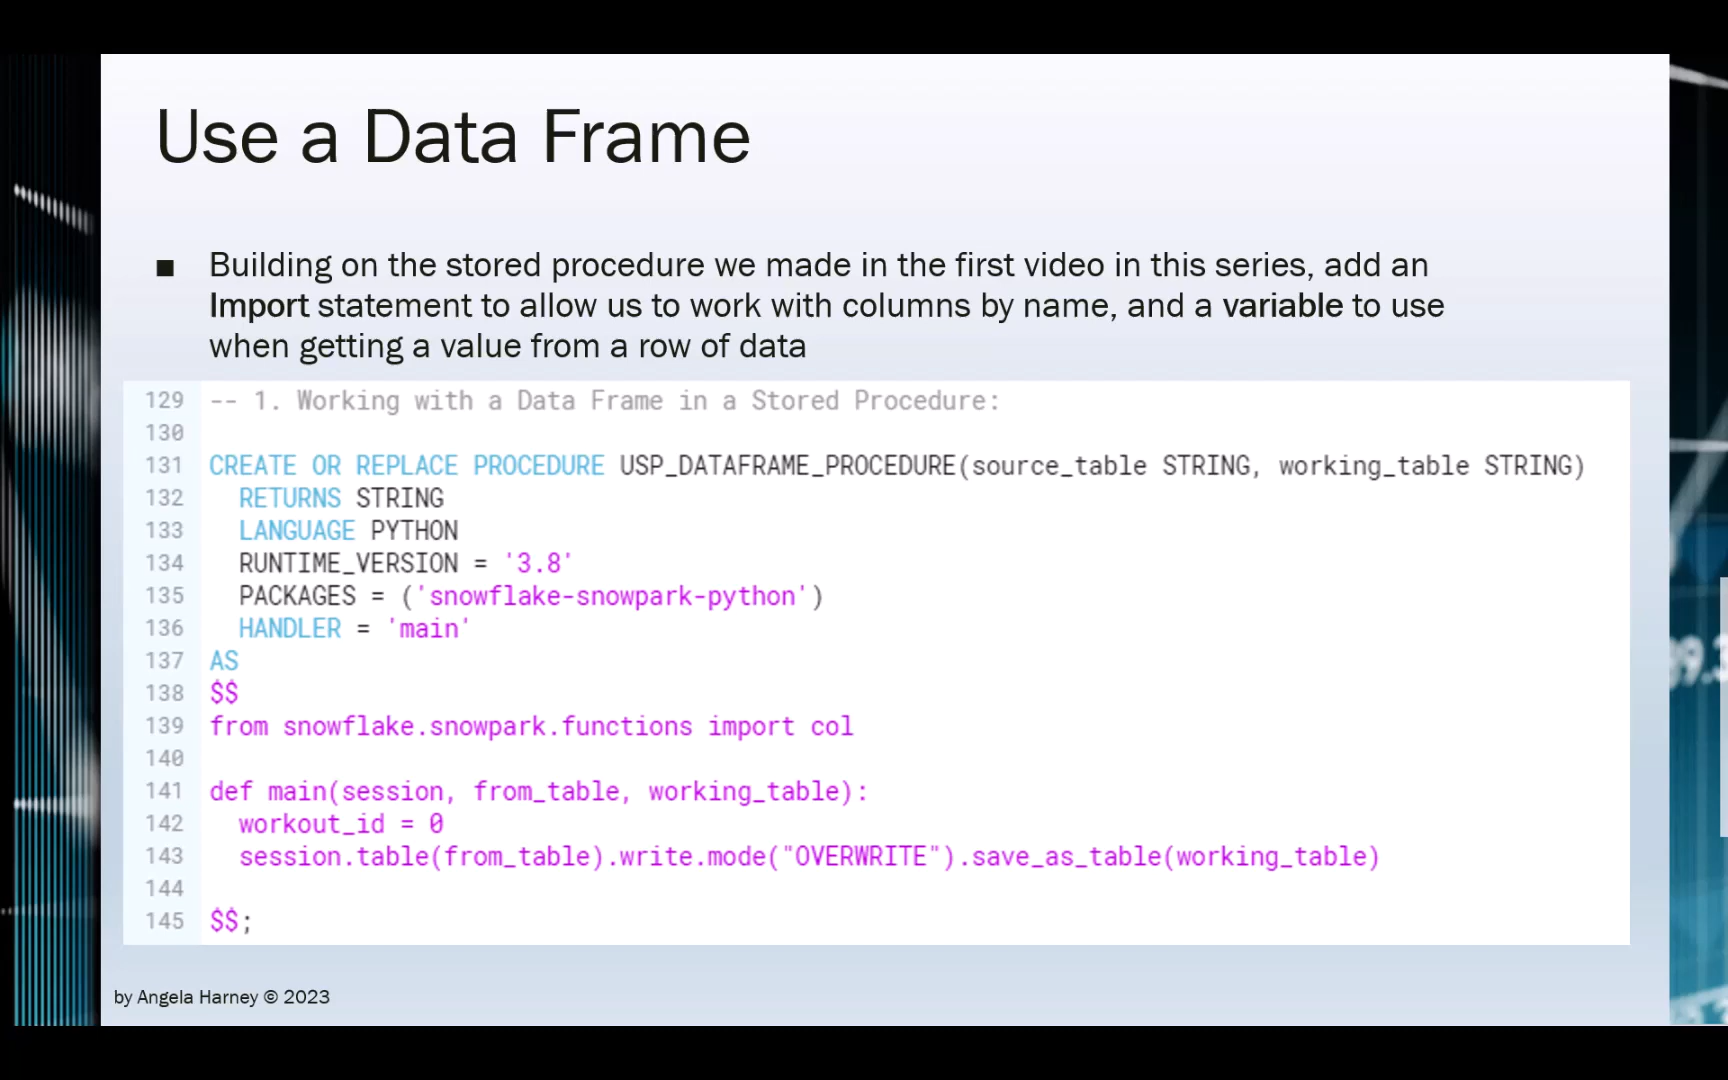 Use a Data Frame
■ Building on the stored procedure we made in the first video in this series, add an
Import statement to allow us to work with columns by name, and a variable to use
when getting a value from a row of data
129 -- 1. Working with a Data Frame in a Stored Procedure:
130
131 CREATE OR REPLACE PROCEDURE USP_DATAFRAME_PROCEDURE(source_table STRING, working_table STRING)
132 RETURNS STRING
133 LANGUAGE PYTHON
134 RUNTIME_VERSION = '3.8'
135 PACKAGES = ('snowflake-snowpark-python')
136 HANDLER = 'main'
137 AS
138 $$
139 from snowflake.snowpark.functions import col
140
141 def main(session, from_table, working_table):
142 workout_id = 0
143 session.table(from_table).write.mode("OVERWRITE").save_as_table(working_table)
144
145 $$;
by Angela Harney © 2023